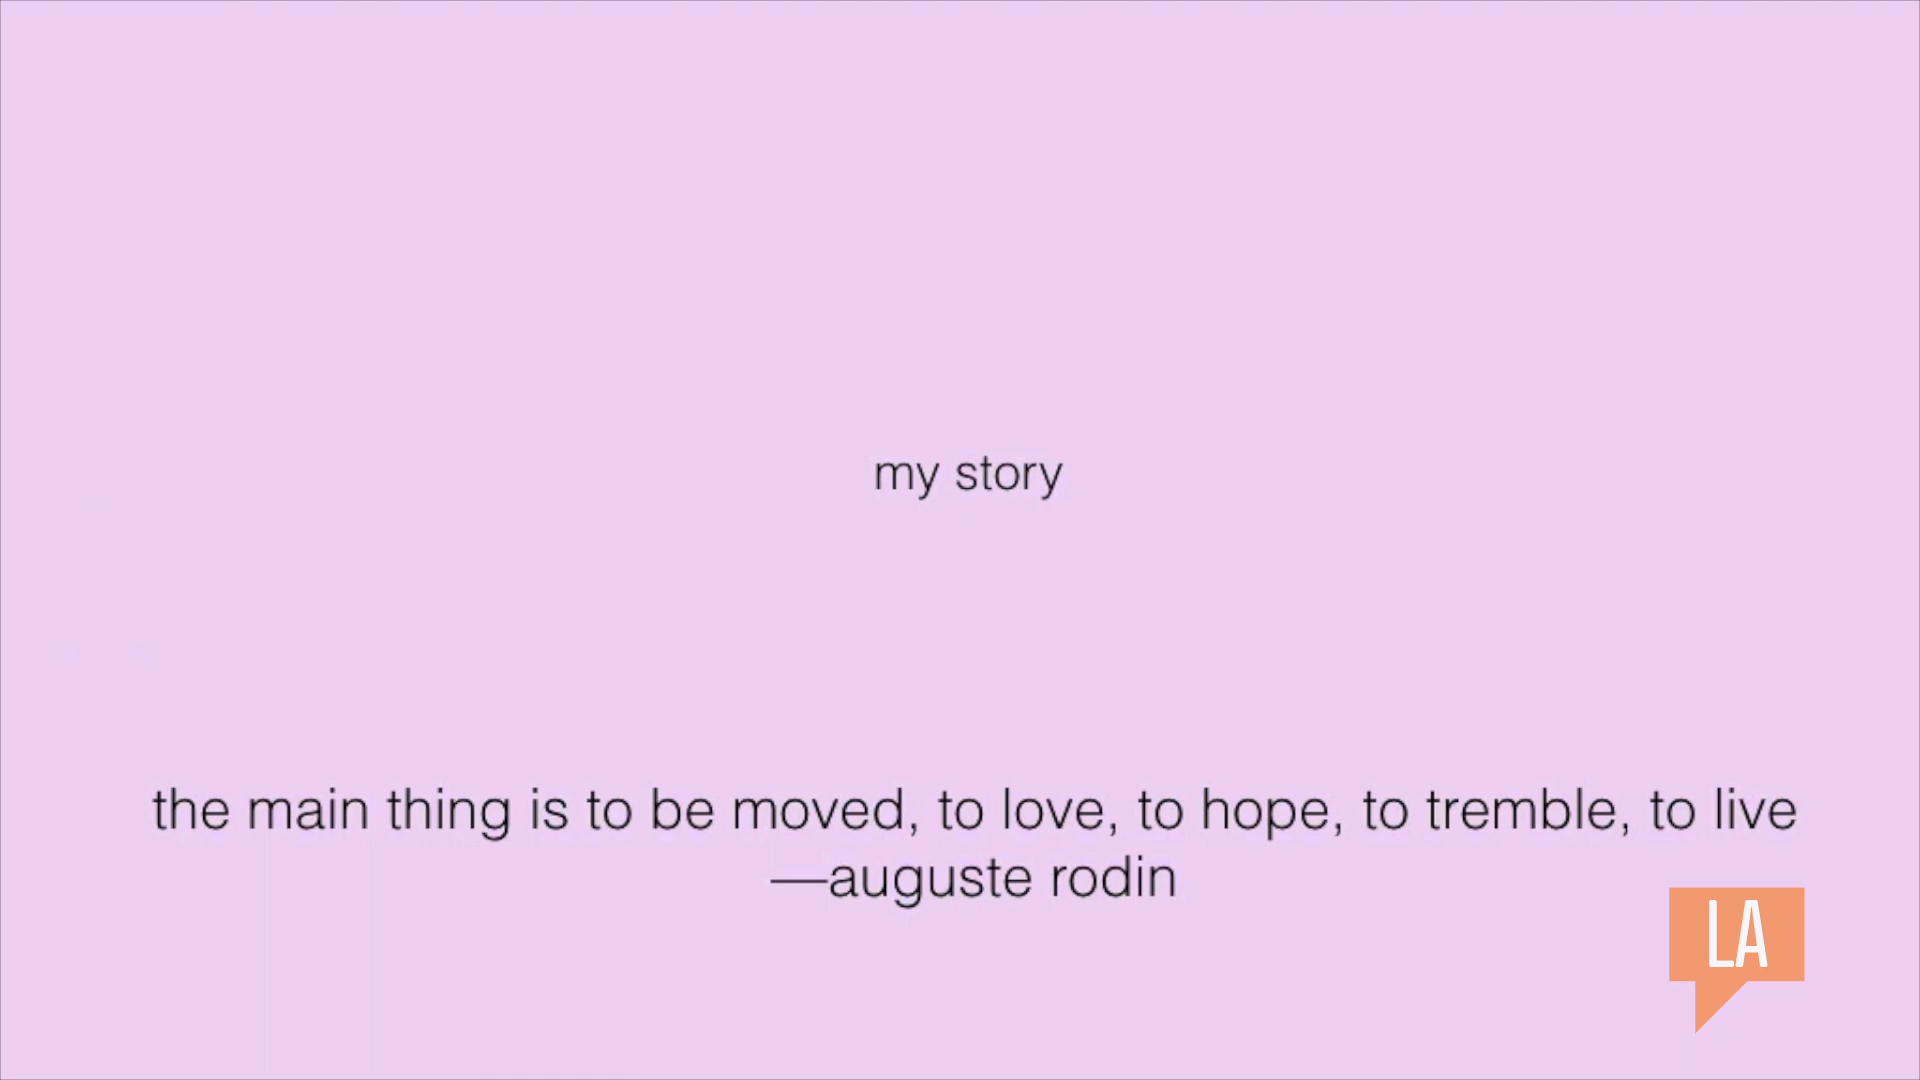 my story
the main thing is to be moved, to love, to hope, to tremble, to live
—auguste rodin
LA